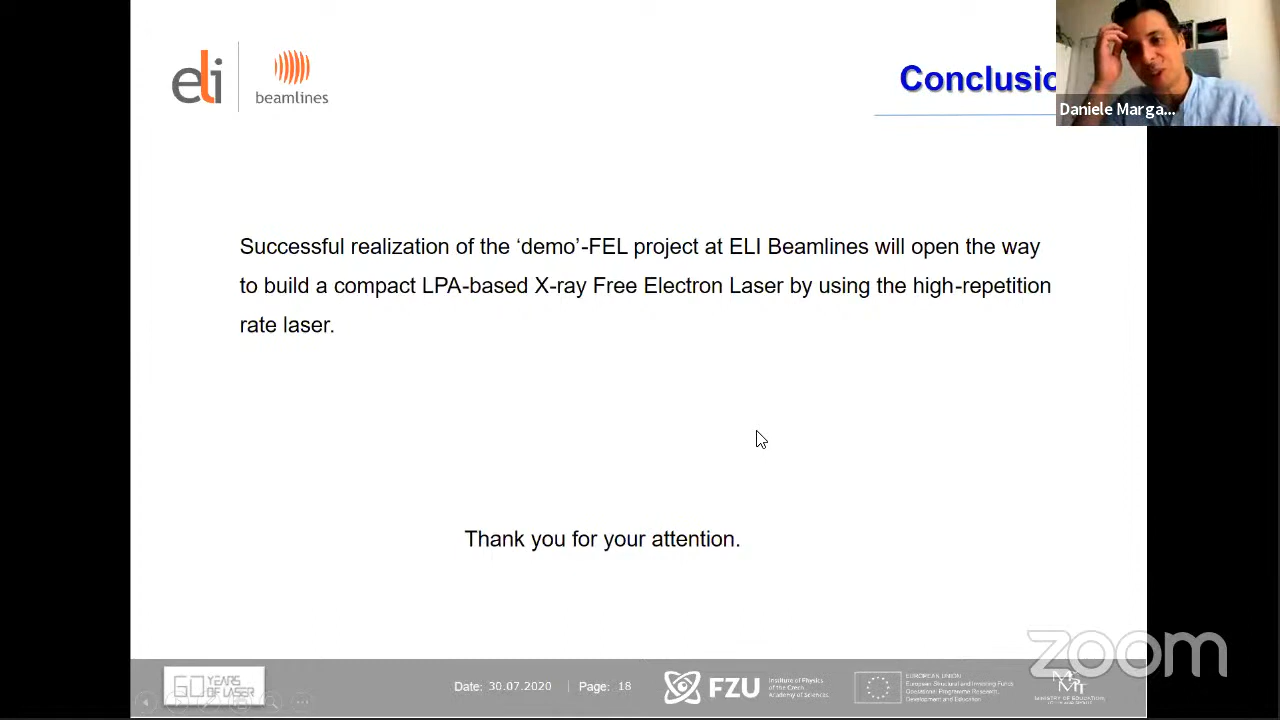 eli
beamlines
Conclusio
Daniele Marga...
Successful realization of the ‘demo’-FEL project at ELI Beamlines will open the way
to build a compact LPA-based X-ray Free Electron Laser by using the high-repetition
rate laser.
Thank you for your attention.
zoom
60 YEARS
OF LASER
Date: 30.07.2020
Page: 18
FZU
Institute of Physics
of the Czech
Academy of Sciences
EUROPEAN UNION
European Structural and Investing Funds
Operational Programme Research,
Development and Education
MINISTRY OF EDUCATION,